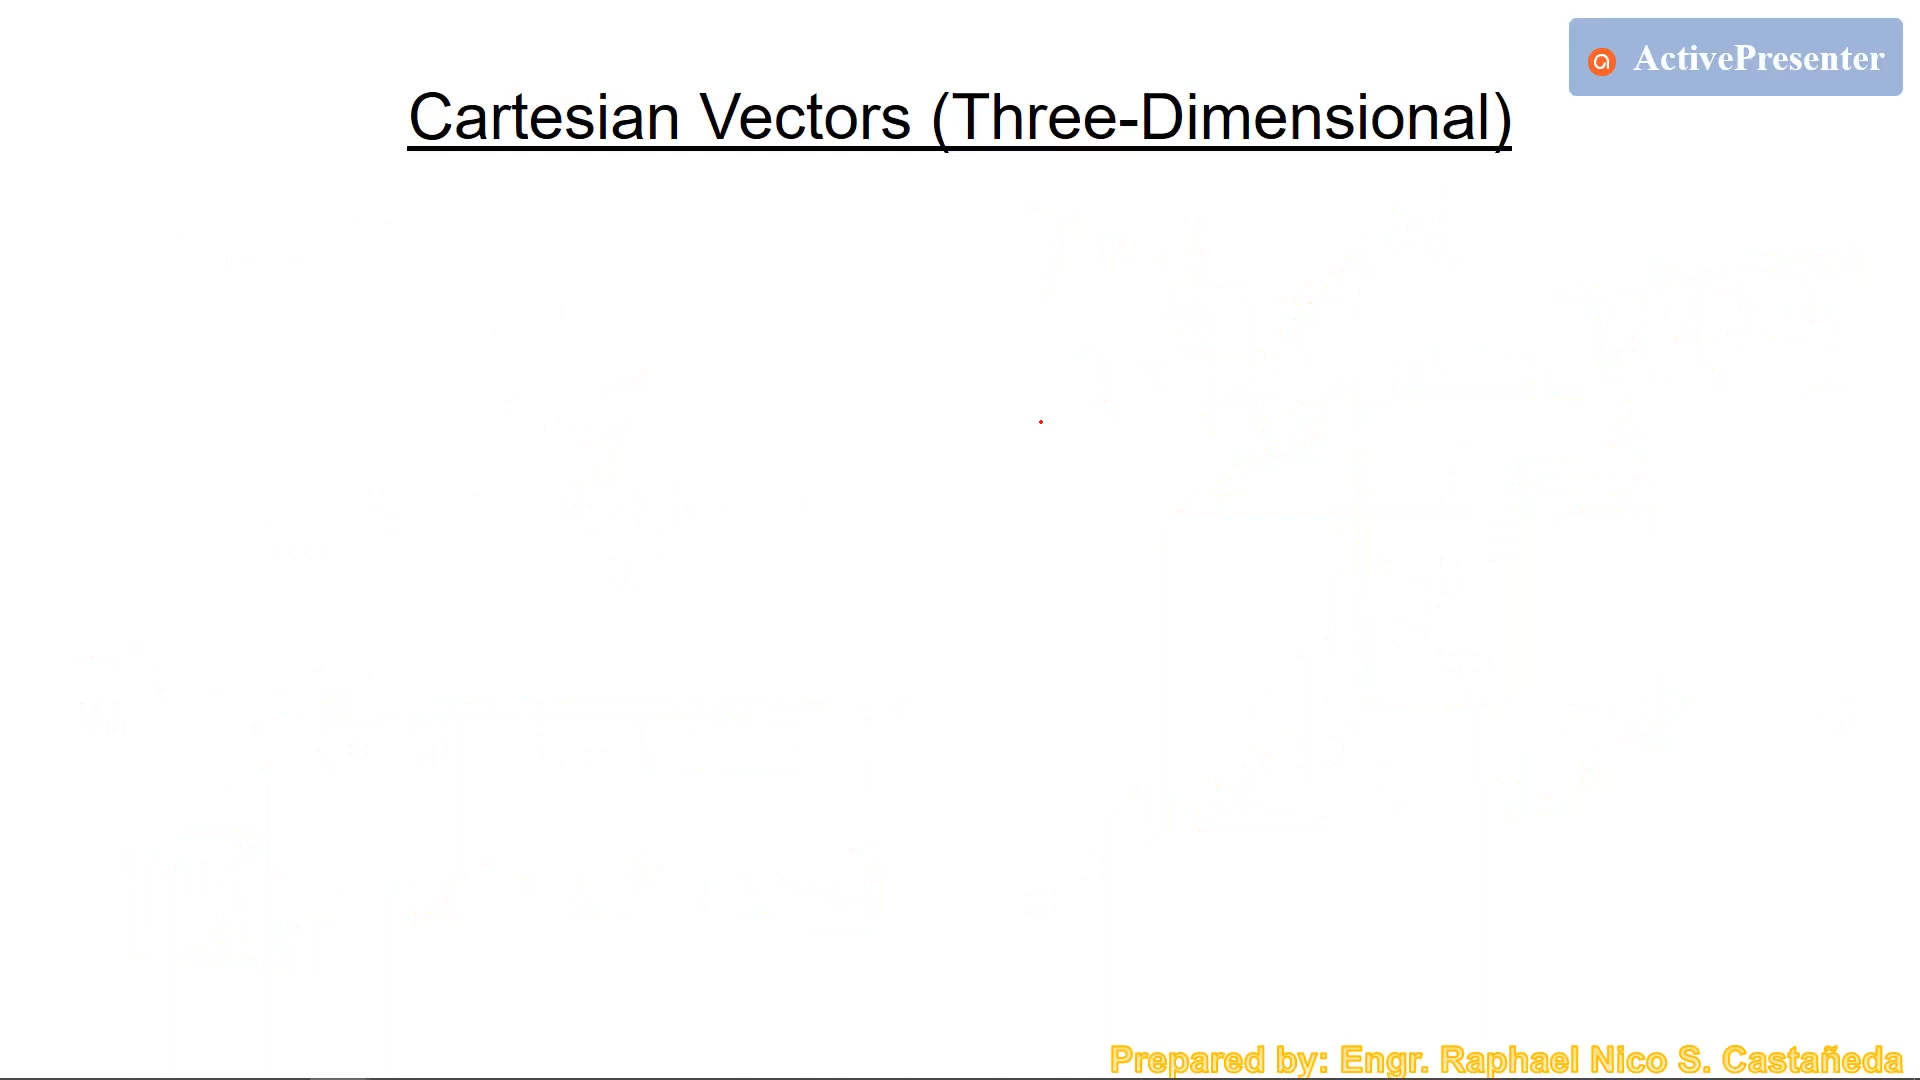 ActivePresenter
Cartesian Vectors (Three-Dimensional)
Prepared by: Engr. Raphael Nico S. Castañeda